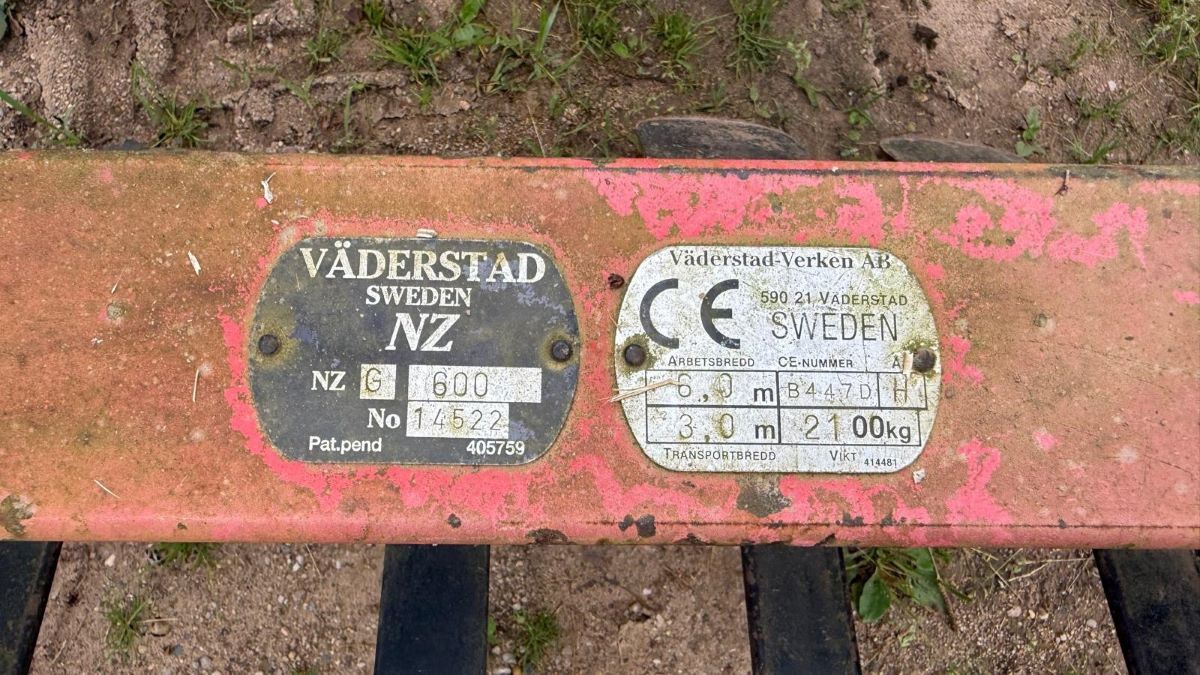 VÄDERSTAD
SWEDEN
NZ
NZ G 600
No 14522
Pat.pend 405759
Väderstad-Verken AB
CE 590 21 VÄDERSTAD
SWEDEN
ARBETSBREDD CE-NUMMER
6,0 m B447D H
3,0 m 2100kg
TRANSPORTBREDD VIKT 414481